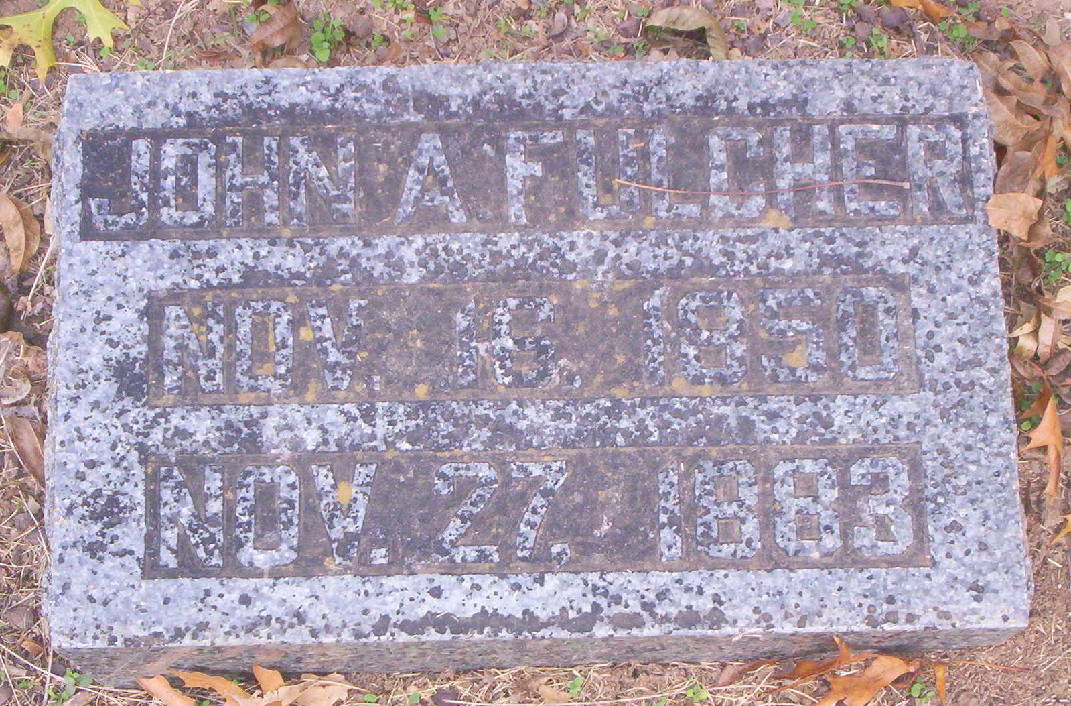 JOHN A. FULCHER
NOV. 16. 1850
NOV. 27. 1883